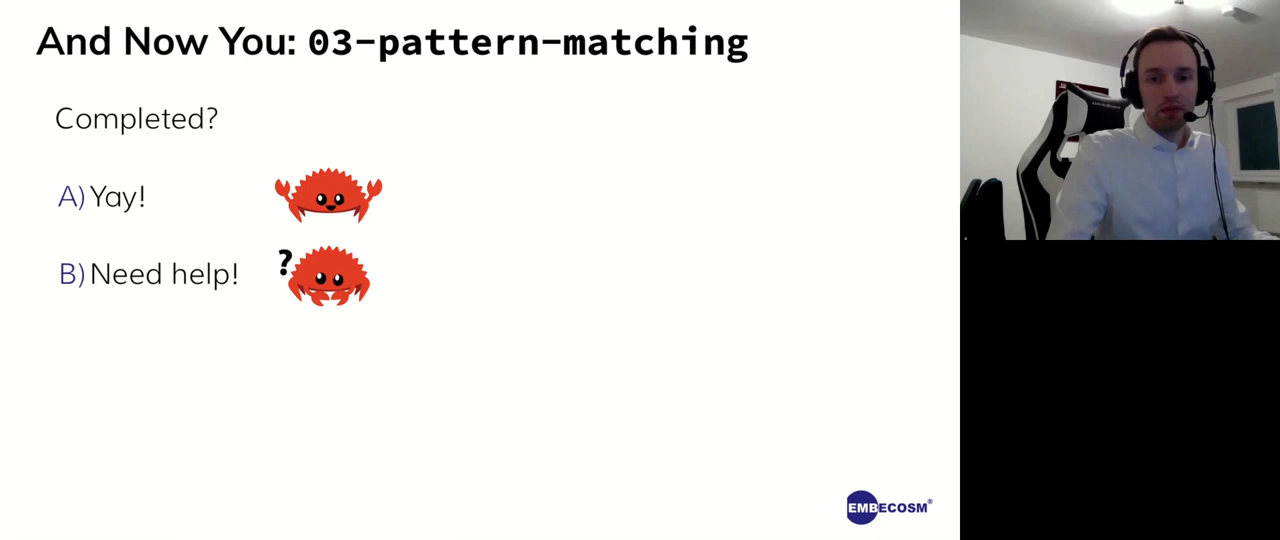 And Now You: 03-pattern-matching
Completed?
A) Yay!
B) Need help!
?
EMBECOSM®